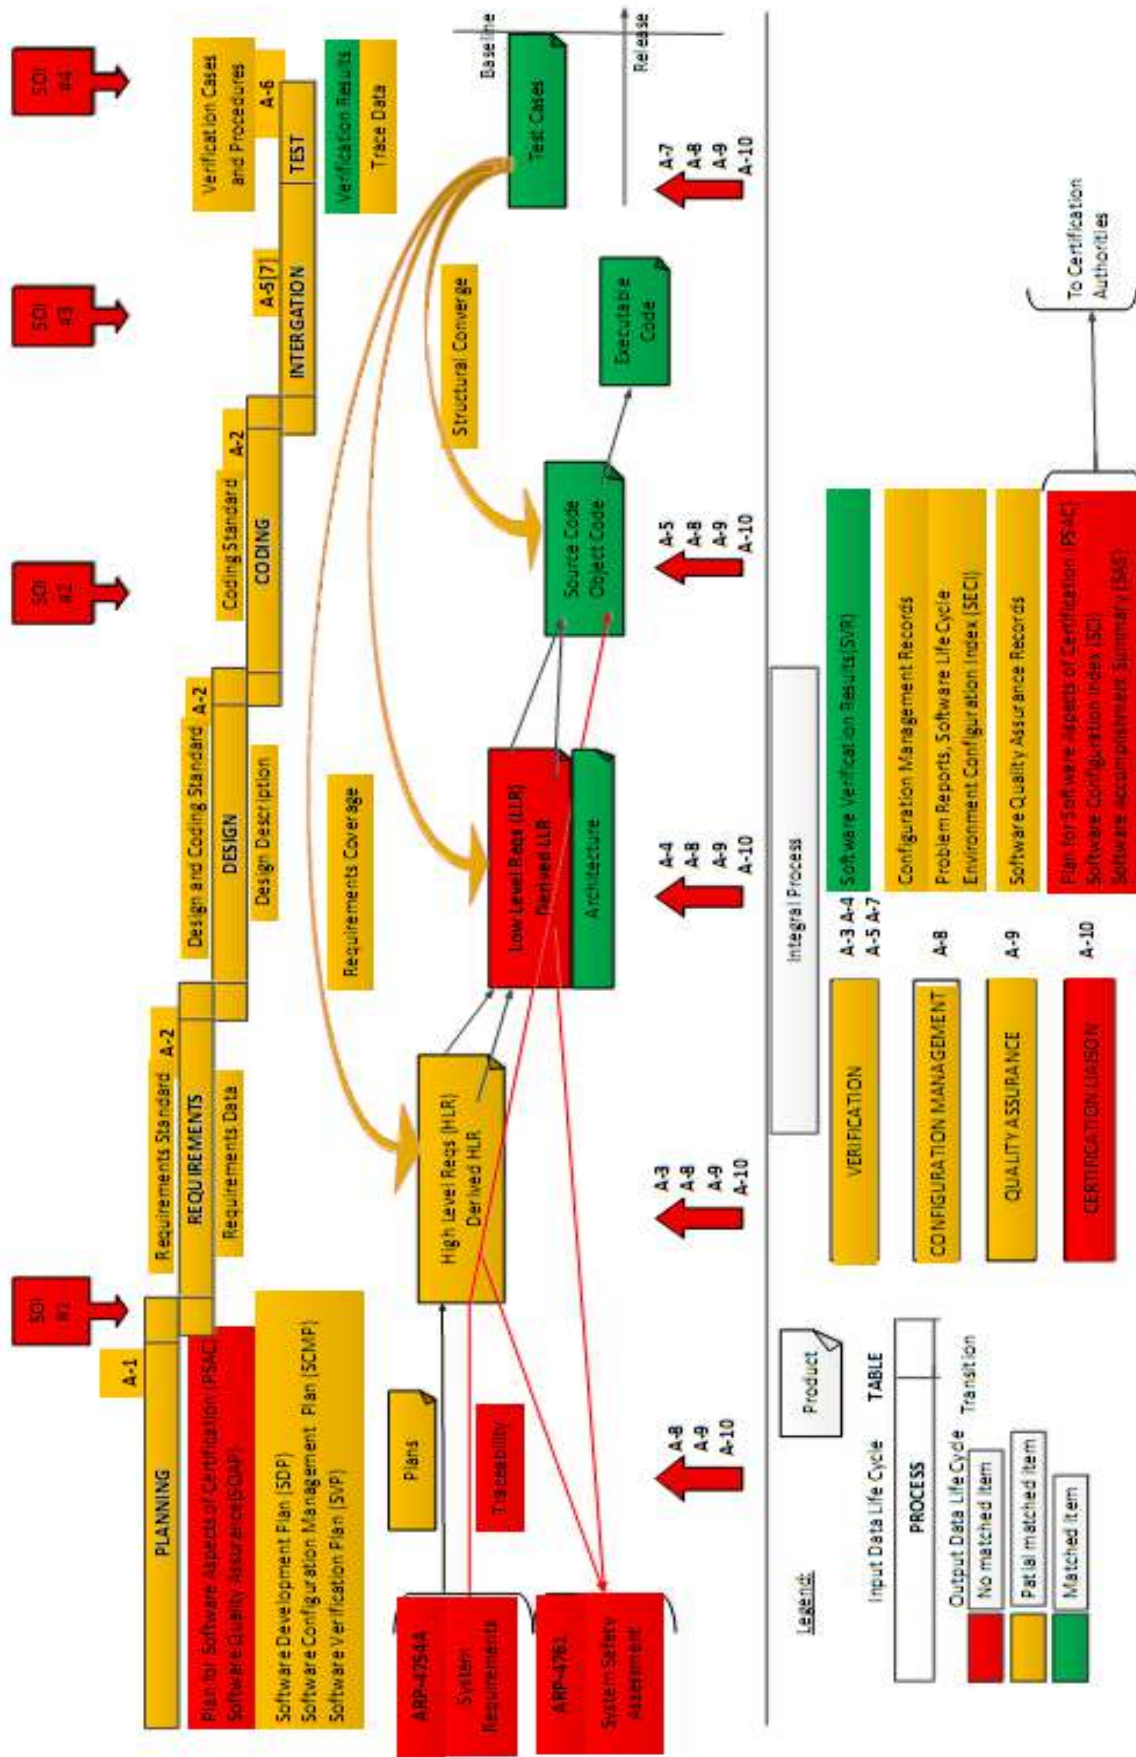 SOI
#1
SOI
#2
SOI
#3
SOI
#4
A-1
PLANNING
Plan for Software Aspects of Certification (PSAC)
Software Quality Assurance(SQAP)
Software Development Plan (SDP)
Software Configuration Management Plan (SCMP)
Software Verification Plan (SVP)
Requirements Standard
A-2
REQUIREMENTS
Requirements Data
Design and Coding Standard
A-2
DESIGN
Design Description
Coding Standard
A-2
CODING
A-5[7]
INTERGATION
Verification Cases
and Procedures
A-6
TEST
Verification Results
Trace Data
Requirements Coverage
Structural Converge
Baseline
Release
ARP-4754A
System
Requirements
ARP-4761
System Safety
Assessment
Plans
Traceability
High Level Reqs (HLR)
Derived HLR
Low Level Reqs (LLR)
Derived LLR
Architecture
Source Code
Object Code
Executable
Code
Test Cases
A-8
A-9
A-10
A-3
A-8
A-9
A-10
A-4
A-8
A-9
A-10
A-5
A-8
A-9
A-10
A-7
A-8
A-9
A-10
Integral Process
VERIFICATION
A-3 A-4
A-5 A-7
Software Verification Results(SVR)
CONFIGURATION MANAGEMENT
A-8
Configuration Management Records
Problem Reports, Software Life Cycle
Environment Configuration Index (SECI)
QUALITY ASSURANCE
A-9
Software Quality Assurance Records
CERTIFICATION LIAISON
A-10
Plan for Software Aspects of Certification (PSAC)
Software Configuration Index (SCI)
Software Accomplishment Summary (SAS)
To Certification
Authorities
Legend:
Product
Input Data Life Cycle
TABLE
PROCESS
Output Data Life Cycle
Transition
No matched item
Patial matched item
Matched item